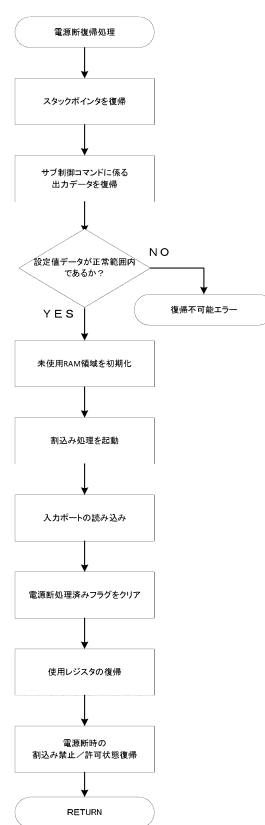 電源断復帰処理
スタックポインタを復帰
サブ制御コマンドに係る
出力データを復帰
設定値データが正常範囲内
であるか？
ＮＯ
復帰不可能エラー
ＹＥＳ
未使用RAM領域を初期化
割込み処理を起動
入力ポートの読み込み
電源断処理済みフラグをクリア
使用レジスタの復帰
電源断時の
割込み禁止／許可状態復帰
RETURN